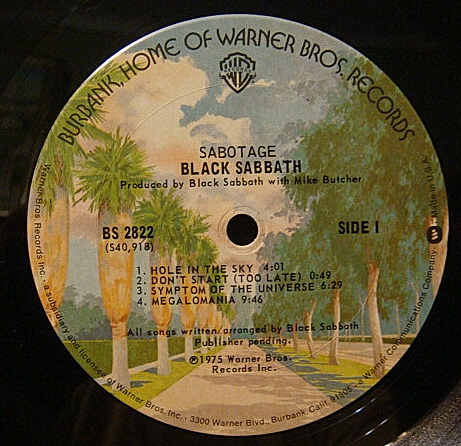 BURBANK, HOME OF WARNER BROS. RECORDS
WB
RECORDS
SABOTAGE
BLACK SABBATH
Produced by Black Sabbath with Mike Butcher
BS 2822
(S40,918)
SIDE 1
1. HOLE IN THE SKY 4:01
2. DON'T START (TOO LATE) 0:49
3. SYMPTOM OF THE UNIVERSE 6:29
4. MEGALOMANIA 9:46
All songs written/arranged by Black Sabbath
Publisher pending.
℗1975 Warner Bros.
Records Inc.
Warner Bros. Records Inc. • a subsidiary and licensee of Warner Bros. Inc. • 3300 Warner Blvd., Burbank, Calif. 91505 • a Warner Communications Company. • Made in U.S.A.